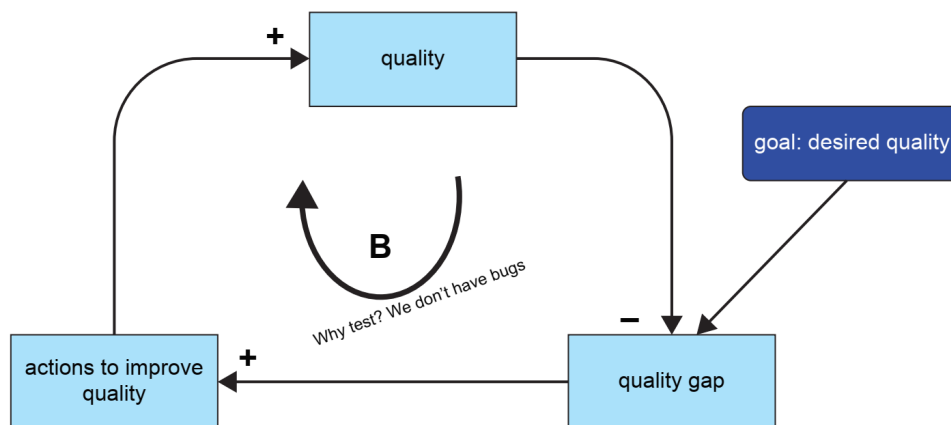 +
quality
goal: desired quality
B
Why test? We don't have bugs
–
actions to improve
quality
+
quality gap